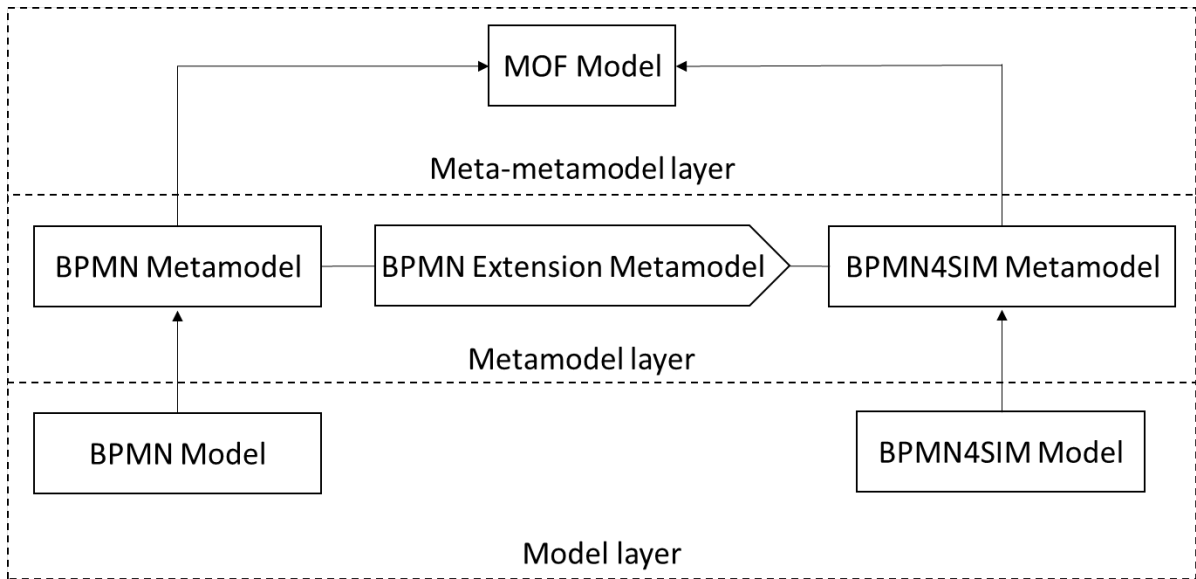 MOF Model
Meta-metamodel layer
BPMN Metamodel
BPMN Extension Metamodel
BPMN4SIM Metamodel
Metamodel layer
BPMN Model
BPMN4SIM Model
Model layer